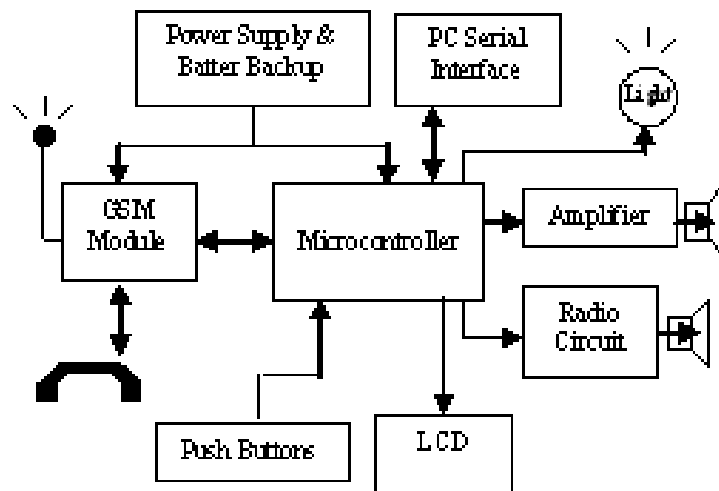 Power Supply &
Batter Backup
PC Serial
Interface
Light
GSM
Module
Microcontroller
Amplifier
Radio
Circuit
Push Buttons
LCD